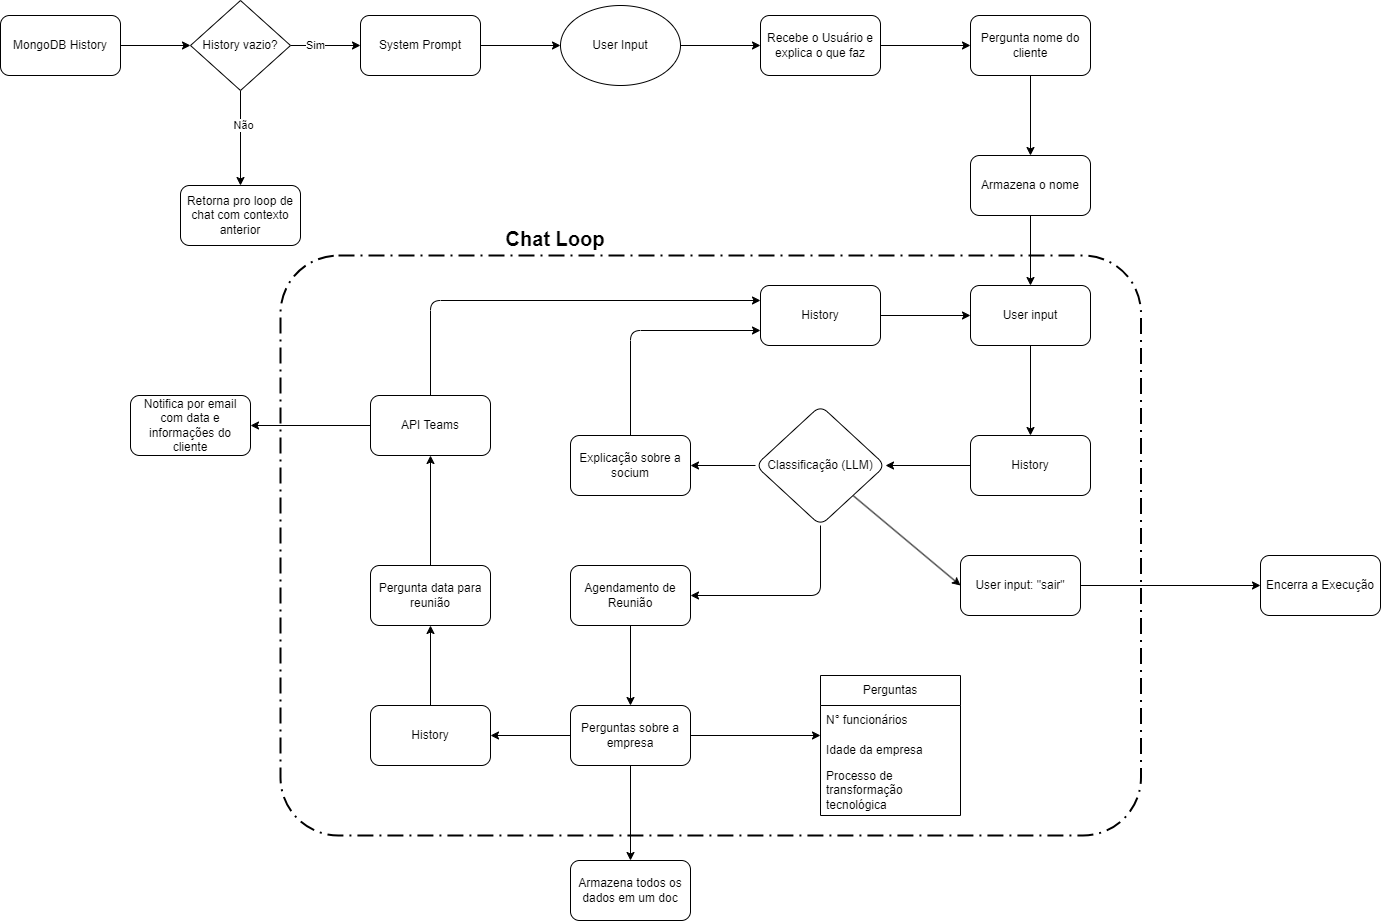 MongoDB History
History vazio?
Sim
System Prompt
User Input
Recebe o Usuário e
explica o que faz
Pergunta nome do
cliente
Não
Retorna pro loop de
chat com contexto
anterior
Armazena o nome
Chat Loop
History
User input
Notifica por email
com data e
informações do
cliente
API Teams
Explicação sobre a
socium
Classificação (LLM)
History
Pergunta data para
reunião
Agendamento de
Reunião
User input: "sair"
Encerra a Execução
History
Perguntas sobre a
empresa
Perguntas
N° funcionários
Idade da empresa
Processo de
transformação
tecnológica
Armazena todos os
dados em um doc